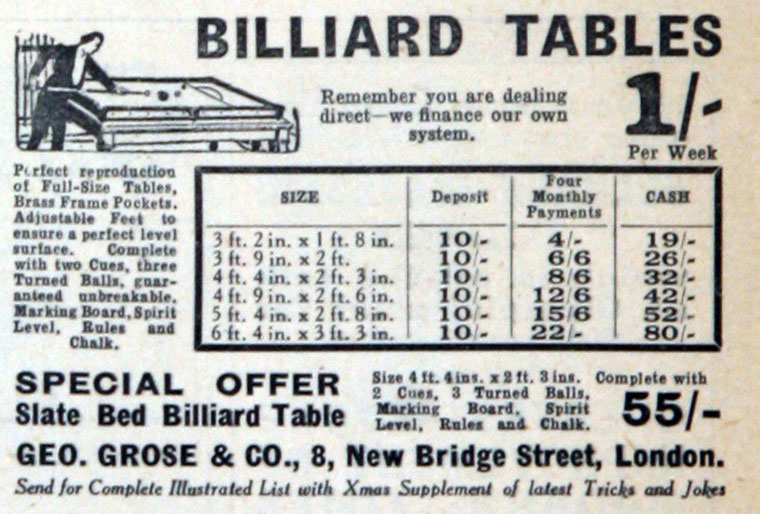 BILLIARD TABLES
Remember you are dealing
direct—we finance our own
system.
1/-
Per Week
Perfect reproduction
of Full-Size Tables,
Brass Frame Pockets.
Adjustable Feet to
ensure a perfect level
surface. Complete
with two Cues, three
Turned Balls, guar-
anteed unbreakable,
Marking Board, Spirit
Level, Rules and
Chalk.
SIZE Deposit Four Monthly Payments CASH
3 ft. 2 in. x 1 ft. 8 in. 10/- 4/- 19/-
3 ft. 9 in. x 2 ft. 10/- 6/6 26/-
4 ft. 4 in. x 2 ft. 3 in. 10/- 8/6 32/-
4 ft. 9 in. x 2 ft. 6 in. 10/- 12/6 42/-
5 ft. 4 in. x 2 ft. 8 in. 10/- 15/6 52/-
6 ft. 4 in. x 3 ft. 3 in. 10/- 22/- 80/-
SPECIAL OFFER
Slate Bed Billiard Table
Size 4 ft. 4 ins. x 2 ft. 3 ins. Complete with
2 Cues, 3 Turned Balls,
Marking Board, Spirit
Level, Rules and Chalk.
55/-
GEO. GROSE & CO., 8, New Bridge Street, London.
Send for Complete Illustrated List with Xmas Supplement of latest Tricks and Jokes